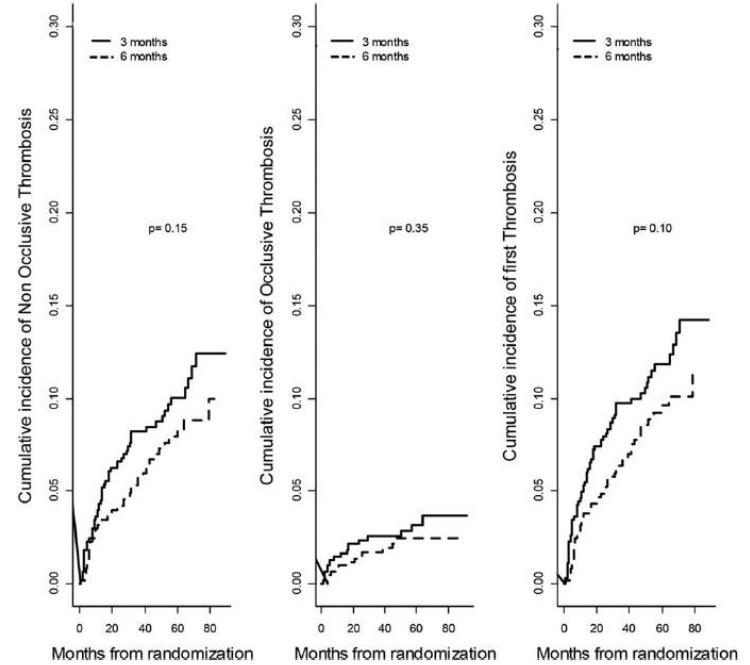 Cumulative incidence of Non Occlusive Thrombosis
0.30
0.25
0.20
0.15
0.10
0.05
0.00
3 months
6 months
p= 0.15
0 20 40 60 80
Months from randomization
Cumulative incidence of Occlusive Thrombosis
0.30
0.25
0.20
0.15
0.10
0.05
0.00
3 months
6 months
p= 0.35
0 20 40 60 80
Months from randomization
Cumulative incidence of first Thrombosis
0.30
0.25
0.20
0.15
0.10
0.05
0.00
3 months
6 months
p= 0.10
0 20 40 60 80
Months from randomization